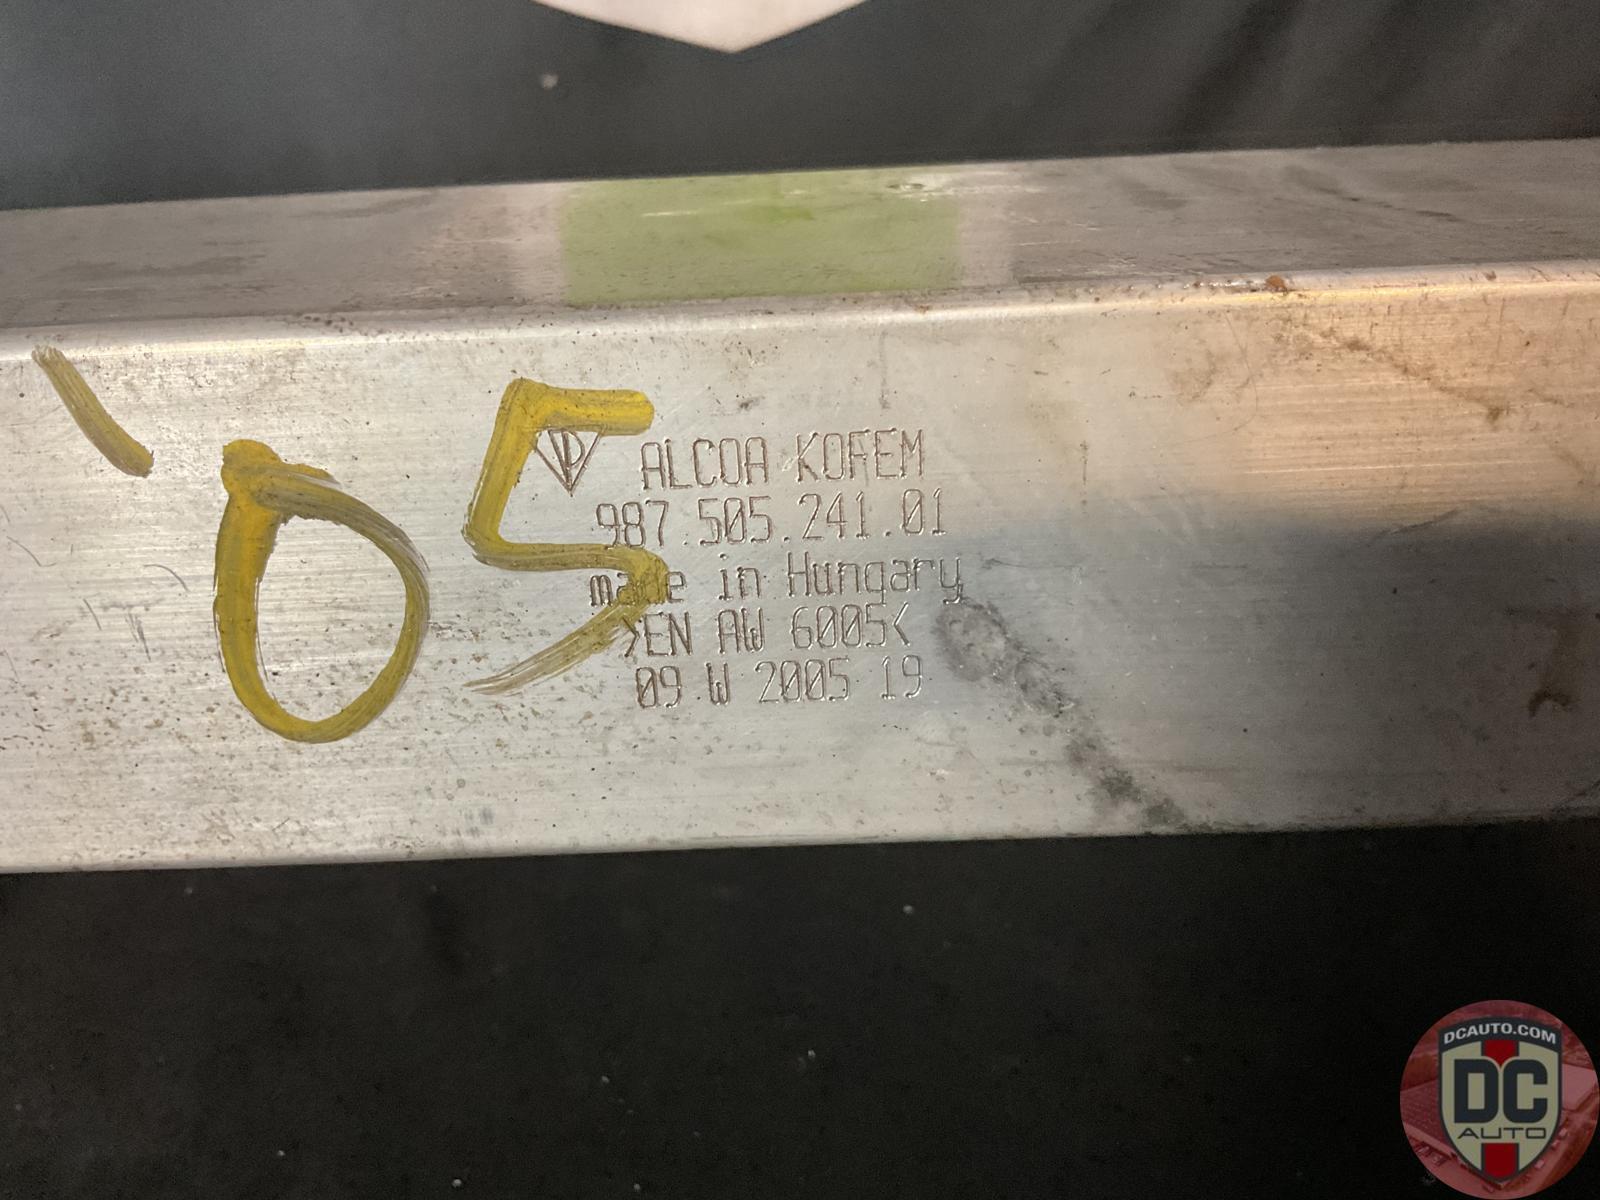 '05
ALCOA KOFEM
987.505.241.01
made in Hungary
>EN AW 6005<
09 W 2005 19
DCAUTO.COM
DC
AUTO